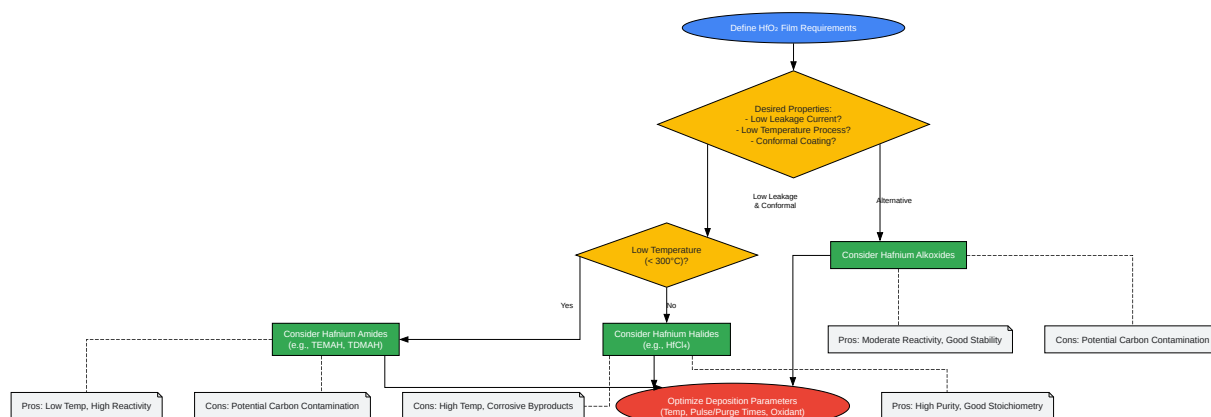 Define HfO₂ Film Requirements
Desired Properties:
- Low Leakage Current?
- Low Temperature Process?
- Conformal Coating?
Low Leakage
& Conformal
Alternative
Low Temperature
(< 300°C)?
Consider Hafnium Alkoxides
Yes
No
Consider Hafnium Amides
(e.g., TEMAH, TDMAH)
Consider Hafnium Halides
(e.g., HfCl₄)
Pros: Moderate Reactivity, Good Stability
Cons: Potential Carbon Contamination
Pros: Low Temp, High Reactivity
Cons: Potential Carbon Contamination
Cons: High Temp, Corrosive Byproducts
Optimize Deposition Parameters
(Temp, Pulse/Purge Times, Oxidant)
Pros: High Purity, Good Stoichiometry